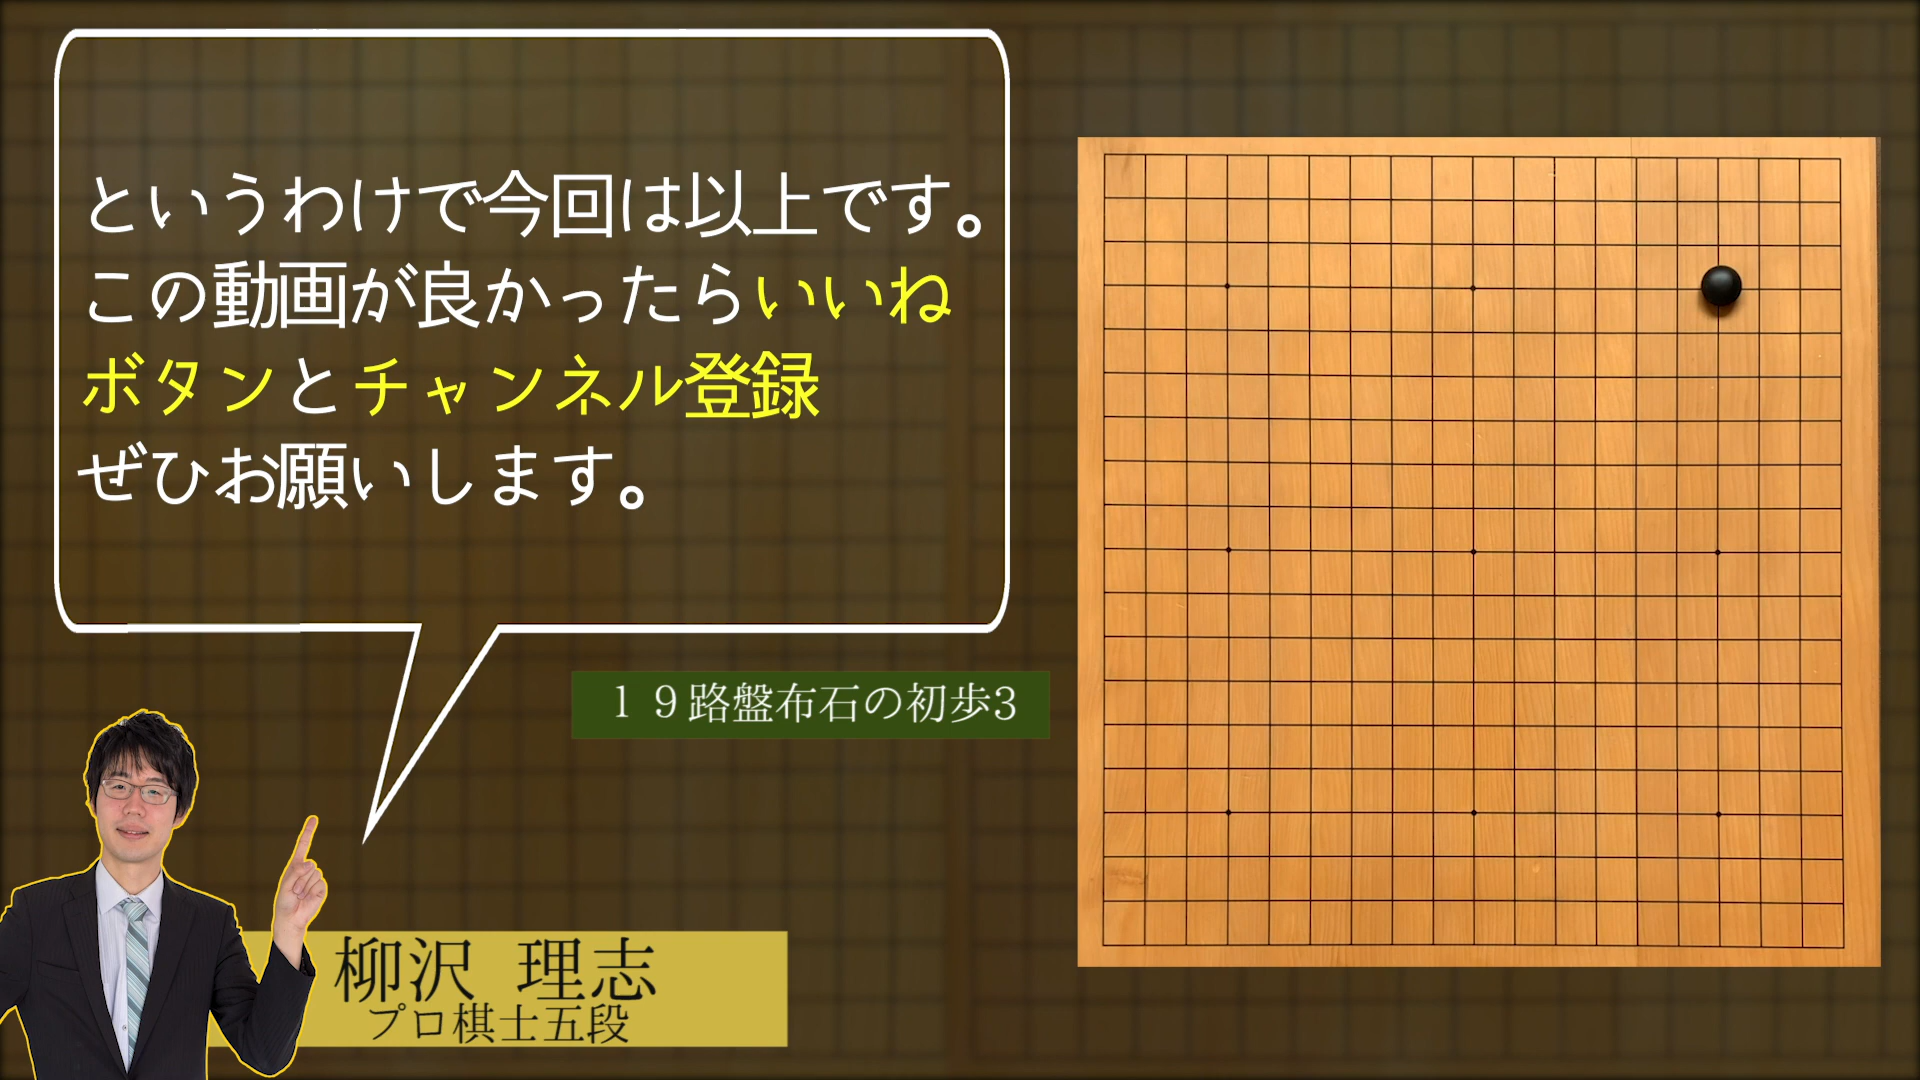 というわけで今回は以上です。
この動画が良かったらいいね
ボタンとチャンネル登録
ぜひお願いします。
１９路盤布石の初歩3
柳沢 理志
プロ棋士五段